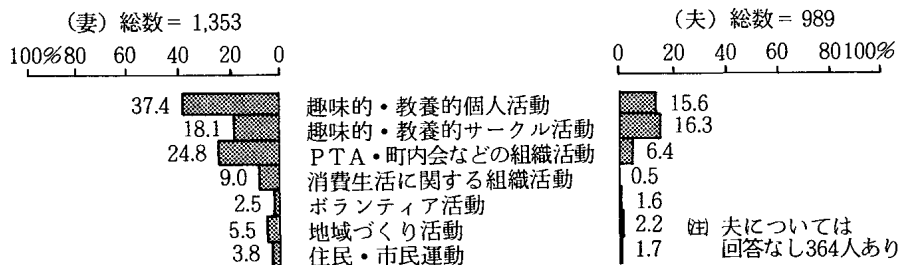 (妻)総数= 1,353 (夫)総数= 989
100% 80 60 40 20 0 0 20 40 60 80 100%
37.4 趣味的・教養的個人活動 15.6
18.1 趣味的・教養的サークル活動 16.3
24.8 PTA・町内会などの組織活動 6.4
9.0 消費生活に関する組織活動 0.5
2.5 ボランティア活動 1.6
5.5 地域づくり活動 2.2 ㊟ 夫については
3.8 住民・市民運動 1.7 回答なし364人あり